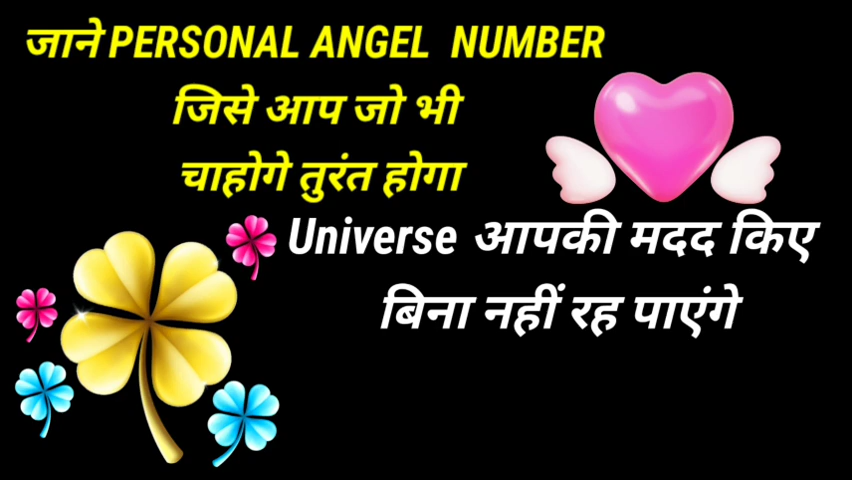 जाने PERSONAL ANGEL NUMBER
जिसे आप जो भी
चाहोगे तुरंत होगा
Universe आपकी मदद किए
बिना नहीं रह पाएंगे